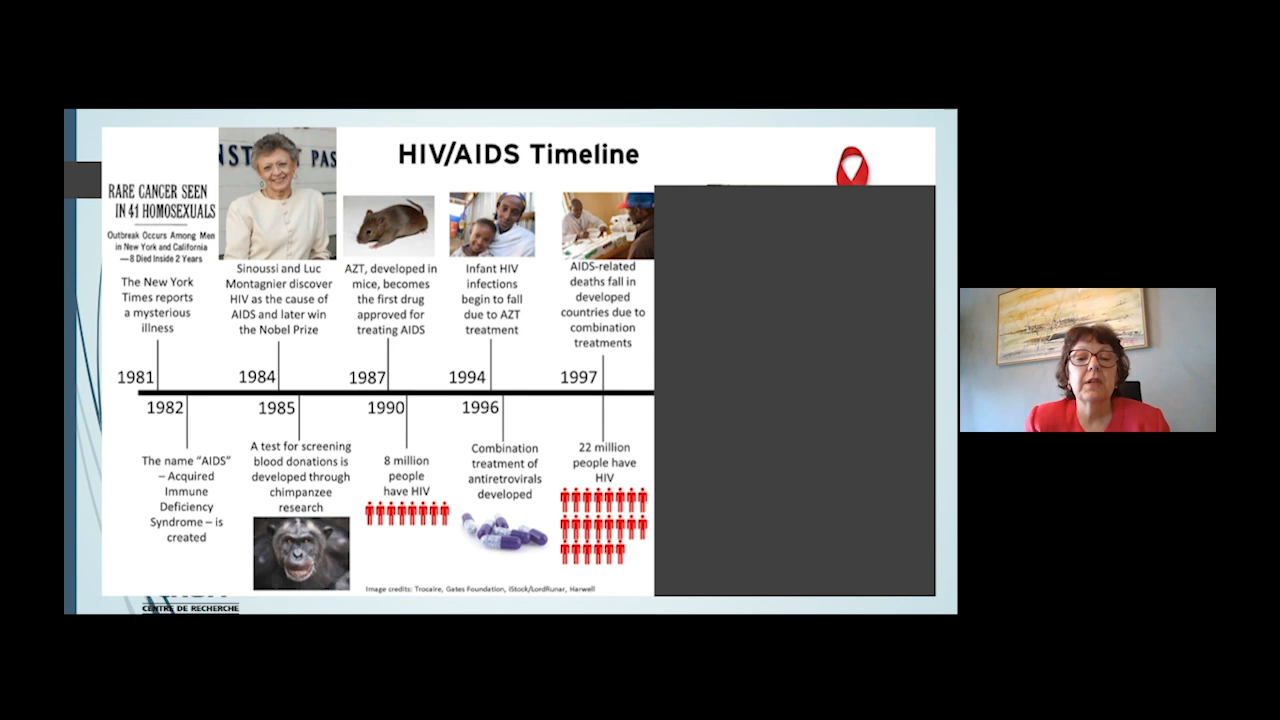 HIV/AIDS Timeline
RARE CANCER SEEN
IN 41 HOMOSEXUALS
Outbreak Occurs Among Men
in New York and California
—8 Died Inside 2 Years
The New York
Times reports
a mysterious
illness
Sinoussi and Luc
Montagnier discover
HIV as the cause of
AIDS and later win
the Nobel Prize
AZT, developed in
mice, becomes
the first drug
approved for
treating AIDS
Infant HIV
infections
begin to fall
due to AZT
treatment
AIDS-related
deaths fall in
developed
countries due to
combination
treatments
1981
1984
1987
1994
1997
1982
1985
1990
1996
The name “AIDS”
– Acquired
Immune
Deficiency
Syndrome – is
created
A test for screening
blood donations is
developed through
chimpanzee
research
8 million
people
have HIV
Combination
treatment of
antiretrovirals
developed
22 million
people have
HIV
Image credits: Trocaire, Gates Foundation, iStock/LordRunar, Harwell
CENTRE DE RECHERCHE